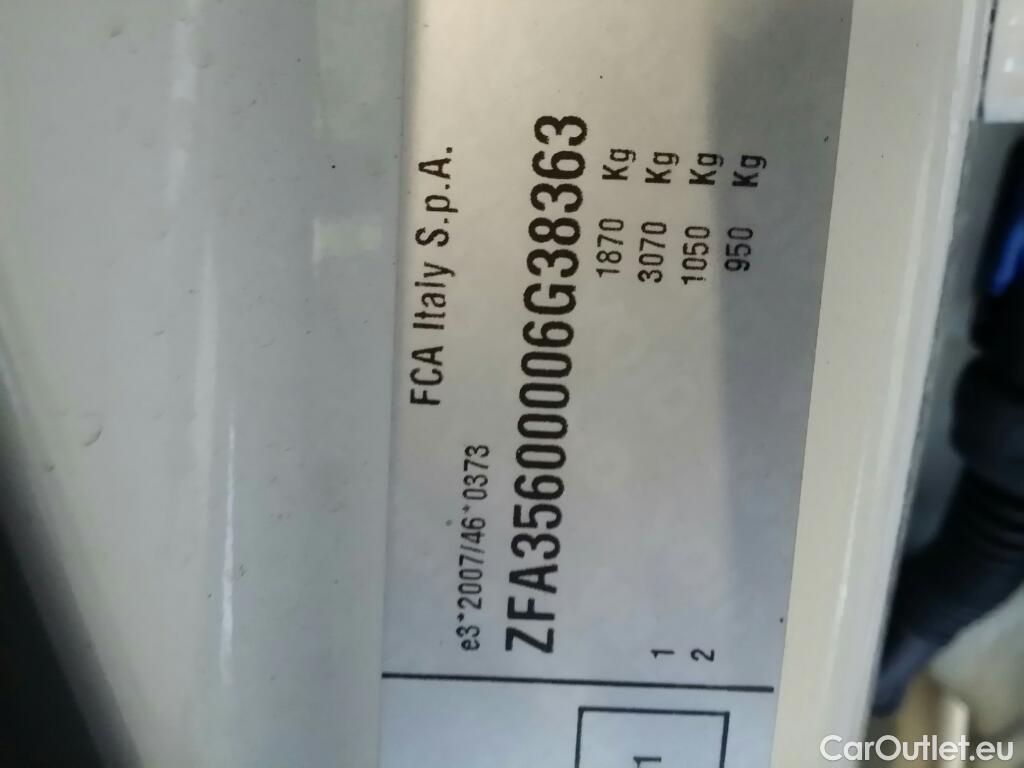 FCA Italy S.p.A.
e3*2007/46*0373
ZFA35600006G38363
1870 Kg
3070 Kg
1 1050 Kg
2 950 Kg
1
CarOutlet.eu